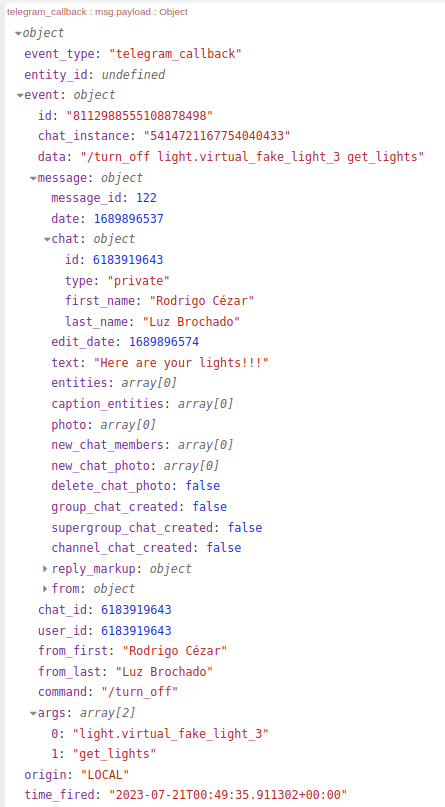 telegram_callback : msg.payload : Object
object
event_type: "telegram_callback"
entity_id: undefined
event: object
id: "8112988555108878498"
chat_instance: "5414721167754040433"
data: "/turn_off light.virtual_fake_light_3 get_lights"
message: object
message_id: 122
date: 1689896537
chat: object
id: 6183919643
type: "private"
first_name: "Rodrigo Cézar"
last_name: "Luz Brochado"
edit_date: 1689896574
text: "Here are your lights!!!"
entities: array[0]
caption_entities: array[0]
photo: array[0]
new_chat_members: array[0]
new_chat_photo: array[0]
delete_chat_photo: false
group_chat_created: false
supergroup_chat_created: false
channel_chat_created: false
reply_markup: object
from: object
chat_id: 6183919643
user_id: 6183919643
from_first: "Rodrigo Cézar"
from_last: "Luz Brochado"
command: "/turn_off"
args: array[2]
0: "light.virtual_fake_light_3"
1: "get_lights"
origin: "LOCAL"
time_fired: "2023-07-21T00:49:35.911302+00:00"